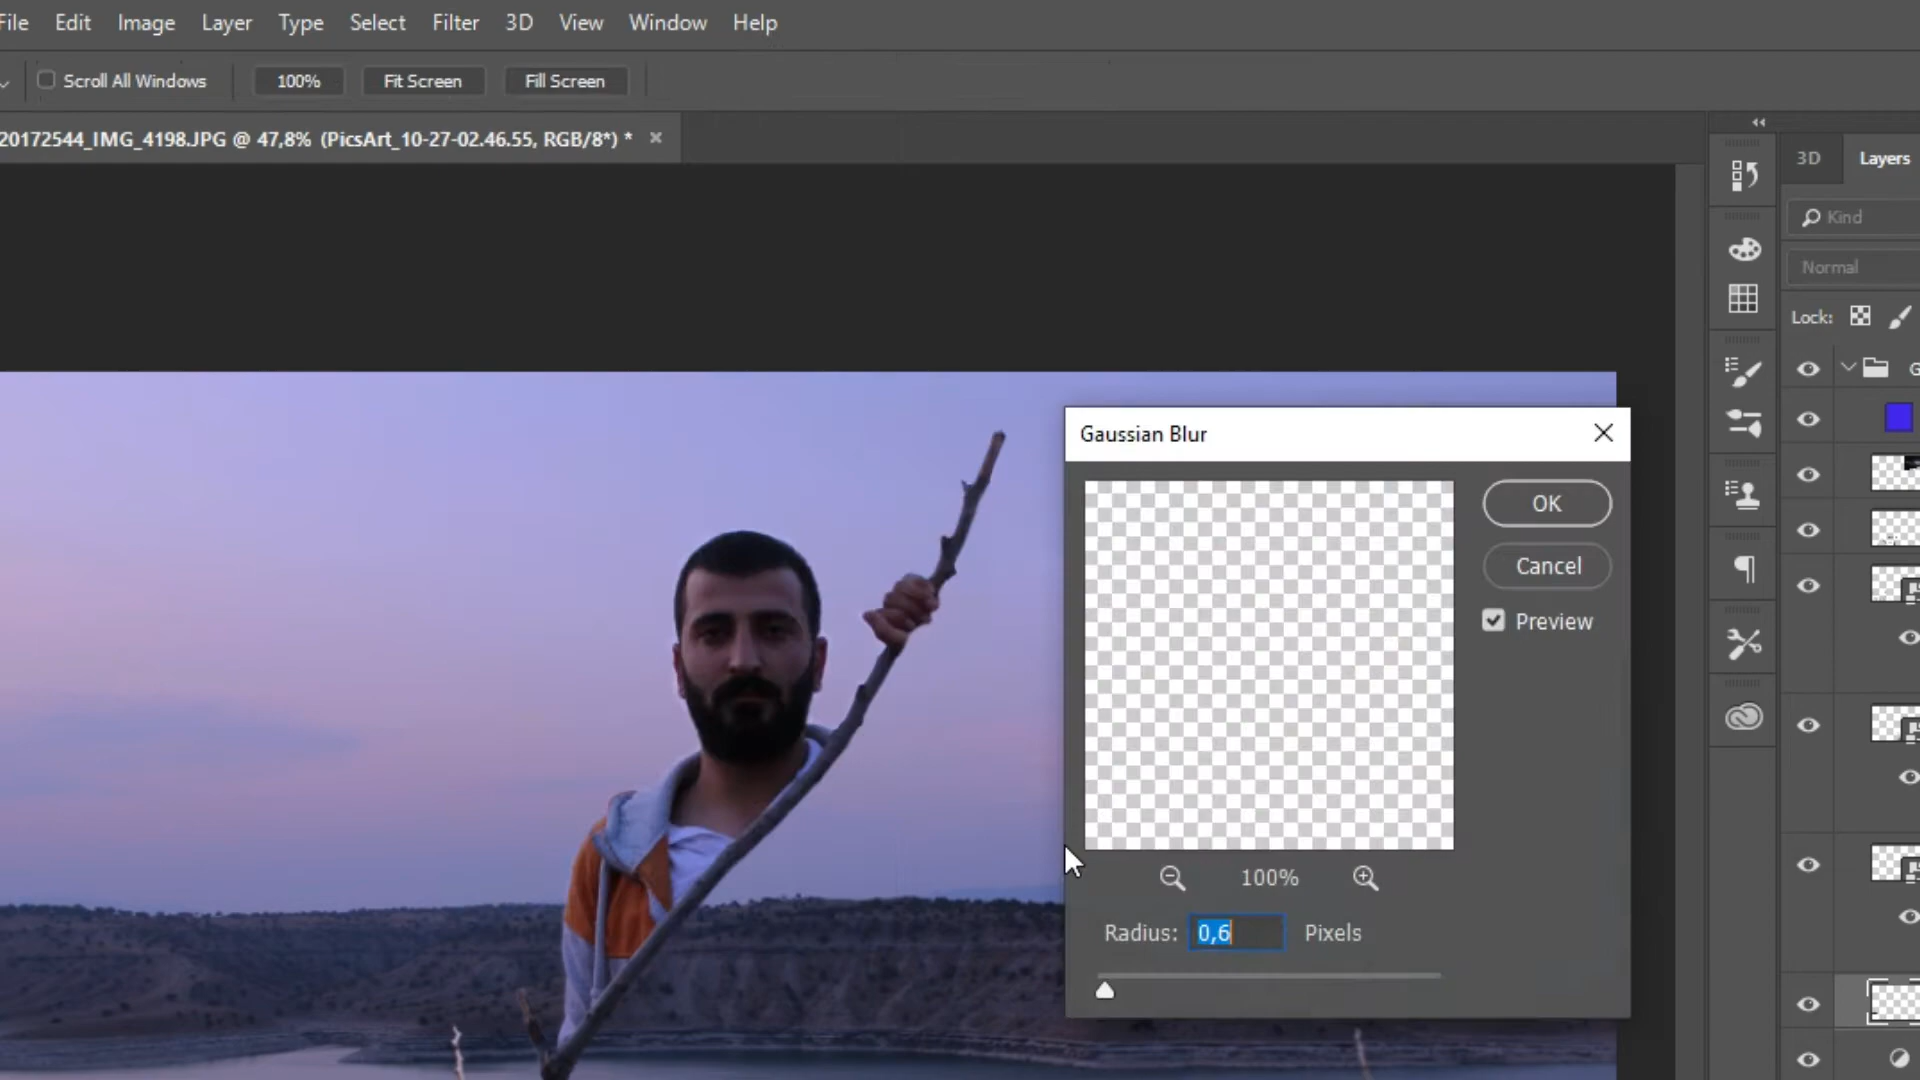 File Edit Image Layer Type Select Filter 3D View Window Help
Scroll All Windows 100% Fit Screen Fill Screen
20172544_IMG_4198.JPG @ 47,8% (PicsArt_10-27-02.46.55, RGB/8*) *
3D Layers
Kind
Normal
Lock:
G
Gaussian Blur
OK
Cancel
Preview
100%
Radius: 0,6 Pixels